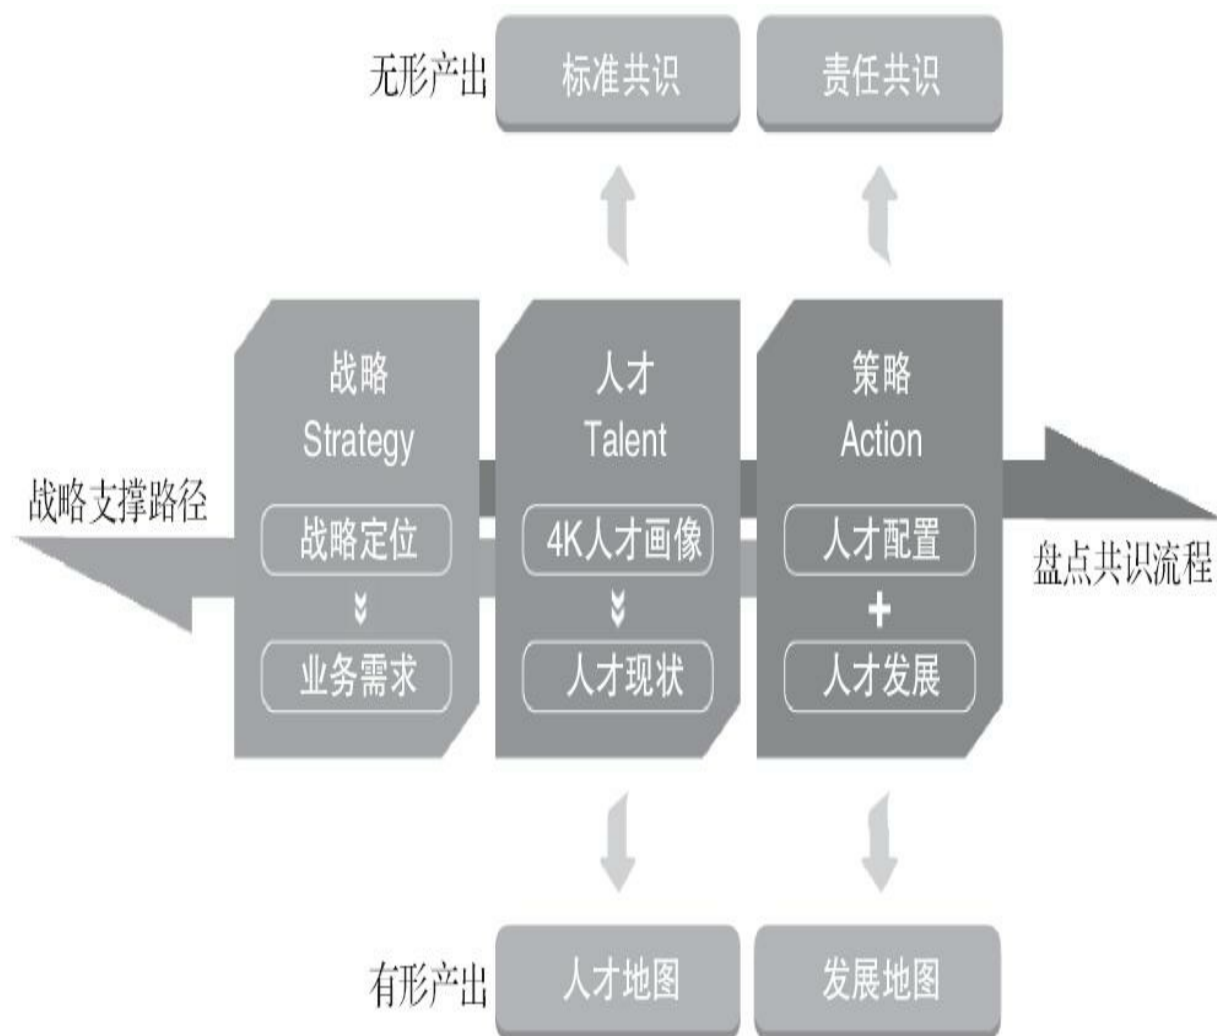 无形产出
标准共识
责任共识
战略
Strategy
战略定位
业务需求
人才
Talent
4K人才画像
人才现状
策略
Action
人才配置
人才发展
战略支撑路径
盘点共识流程
有形产出
人才地图
发展地图